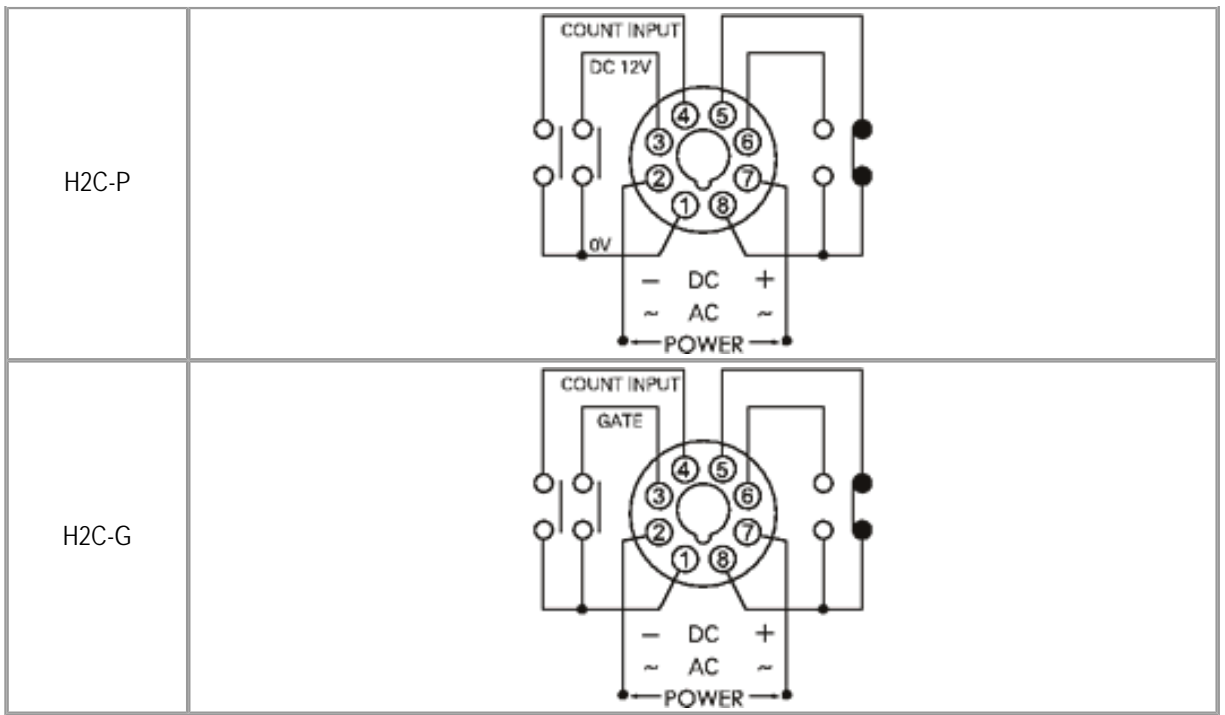 H2C-P
COUNT INPUT
DC 12V
4 5
3 6
2 7
1 8
0V
− DC +
~ AC ~
POWER
H2C-G
COUNT INPUT
GATE
4 5
3 6
2 7
1 8
− DC +
~ AC ~
POWER